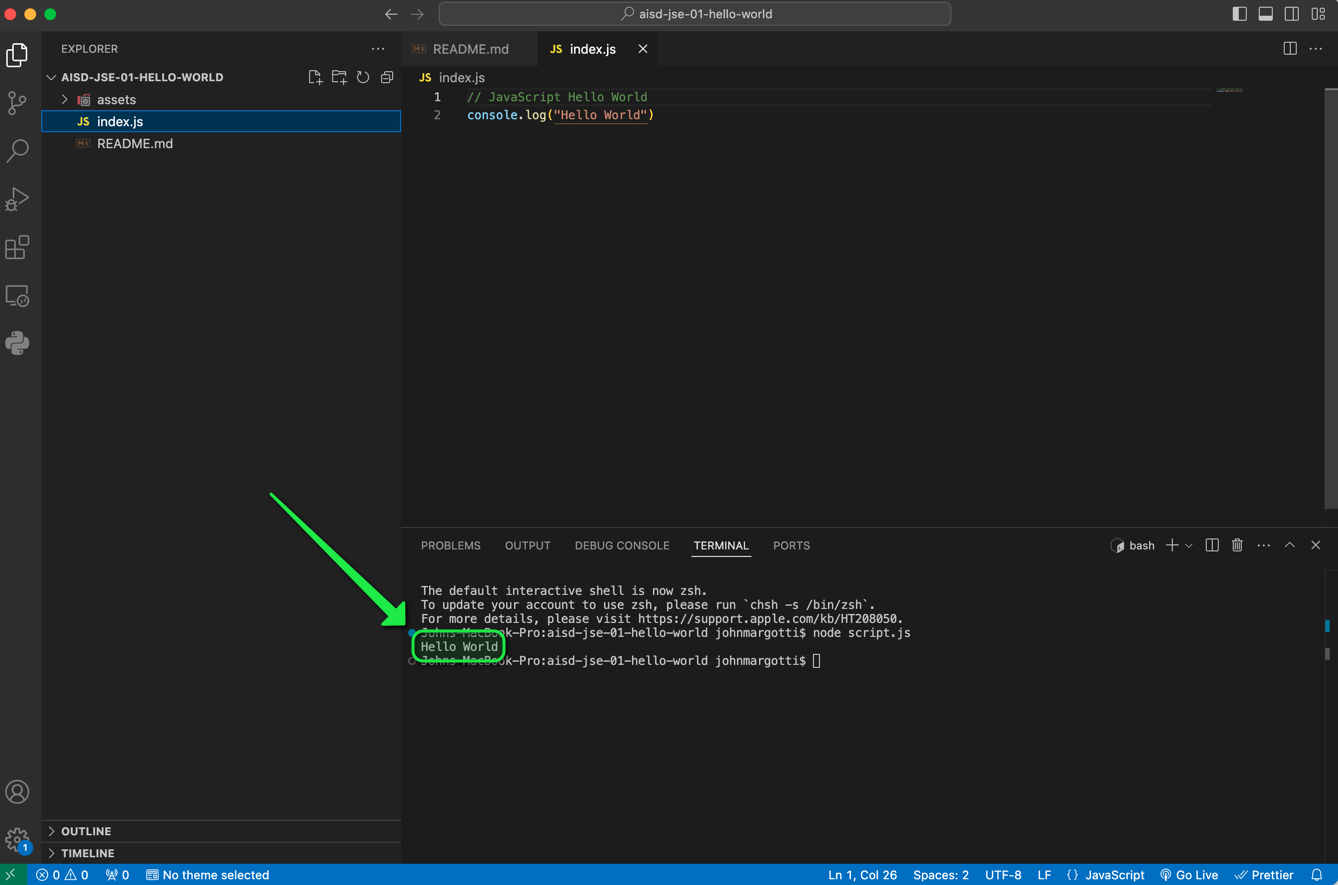 aisd-jse-01-hello-world
EXPLORER
AISD-JSE-01-HELLO-WORLD
assets
JS index.js
README.md
OUTLINE
TIMELINE
README.md
JS index.js
JS index.js
1 // JavaScript Hello World
2 console.log("Hello World")
PROBLEMS OUTPUT DEBUG CONSOLE TERMINAL PORTS
bash
The default interactive shell is now zsh.
To update your account to use zsh, please run `chsh -s /bin/zsh`.
For more details, please visit https://support.apple.com/kb/HT208050.
Johns-MacBook-Pro:aisd-jse-01-hello-world johnmargotti$ node script.js
Hello World
Johns-MacBook-Pro:aisd-jse-01-hello-world johnmargotti$
1
0 0 0 No theme selected Ln 1, Col 26 Spaces: 2 UTF-8 LF {} JavaScript Go Live Prettier